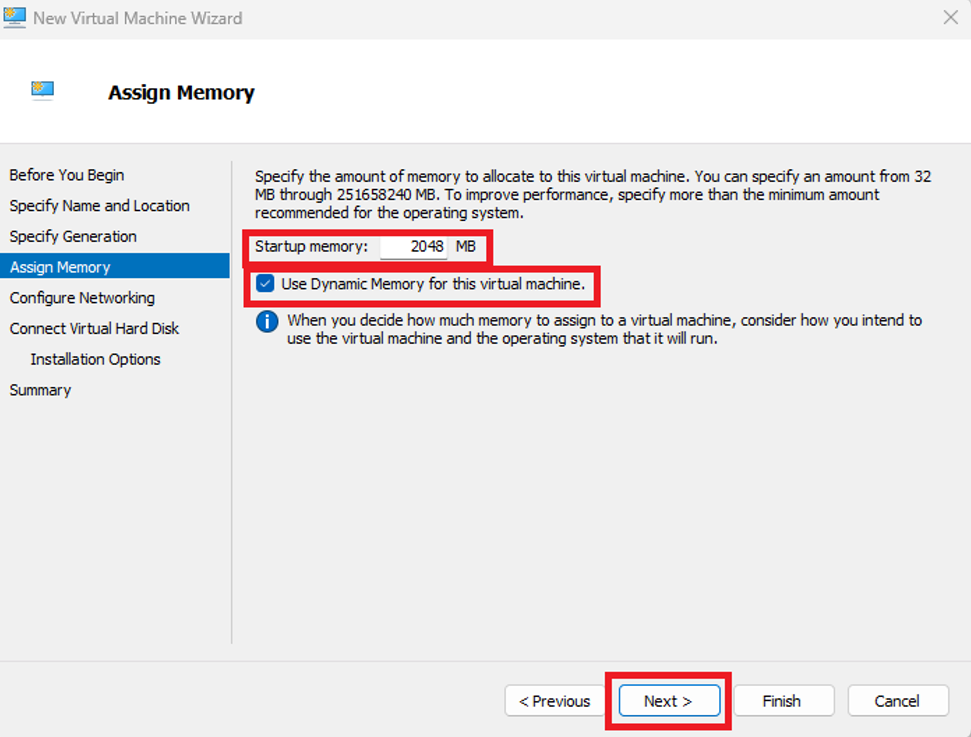 New Virtual Machine Wizard
Assign Memory
Before You Begin
Specify Name and Location
Specify Generation
Assign Memory
Configure Networking
Connect Virtual Hard Disk
Installation Options
Summary
Specify the amount of memory to allocate to this virtual machine. You can specify an amount from 32
MB through 251658240 MB. To improve performance, specify more than the minimum amount
recommended for the operating system.
Startup memory: 2048 MB
Use Dynamic Memory for this virtual machine.
When you decide how much memory to assign to a virtual machine, consider how you intend to
use the virtual machine and the operating system that it will run.
< Previous Next > Finish Cancel